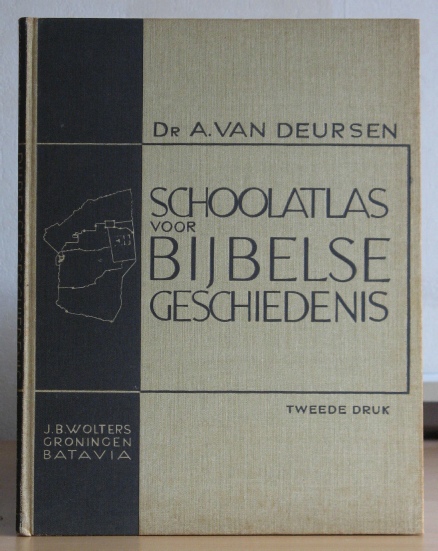 DR A. VAN DEURSEN
SCHOOLATLAS
VOOR
BIJBELSE
GESCHIEDENIS
TWEEDE DRUK
J.B. WOLTERS
GRONINGEN
BATAVIA